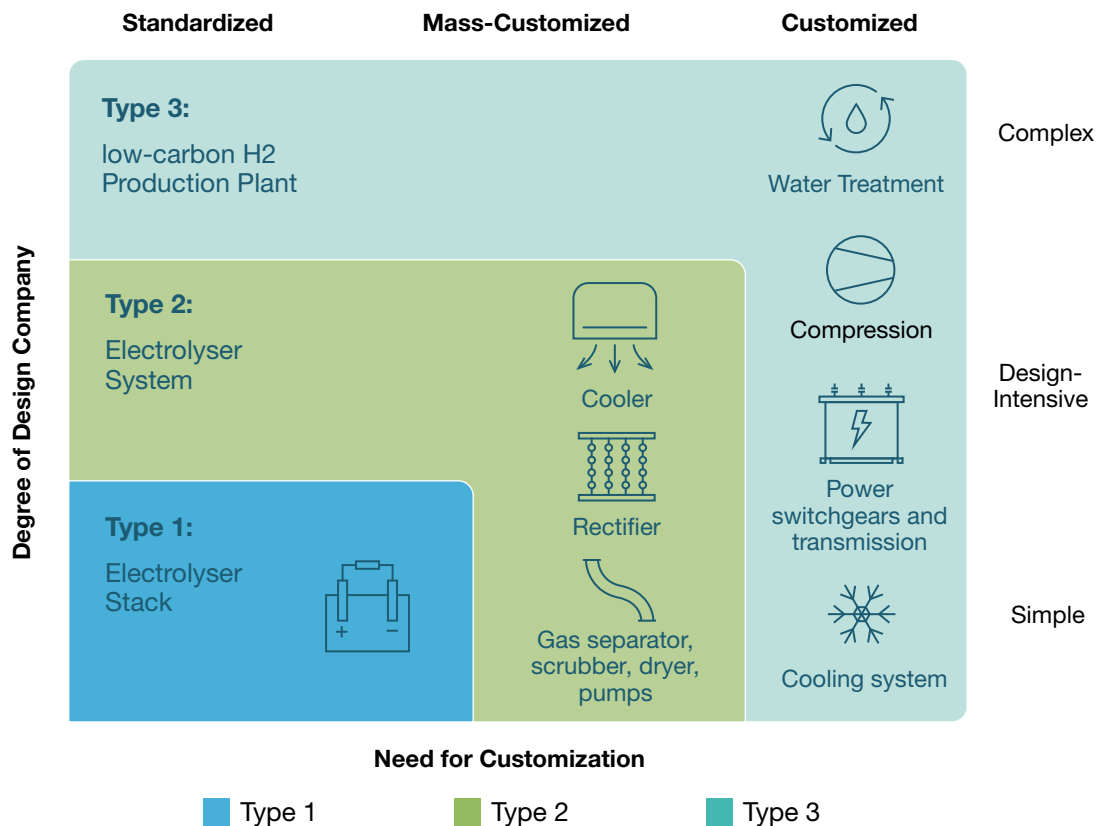 Standardized
Mass-Customized
Customized
Type 3:
low-carbon H2
Production Plant
Water Treatment
Complex
Compression
Type 2:
Electrolyser
System
Cooler
Design-
Intensive
Rectifier
Power
switchgears and
transmission
Type 1:
Electrolyser
Stack
+
−
Gas separator,
scrubber, dryer,
pumps
Cooling system
Simple
Degree of Design Company
Need for Customization
Type 1
Type 2
Type 3